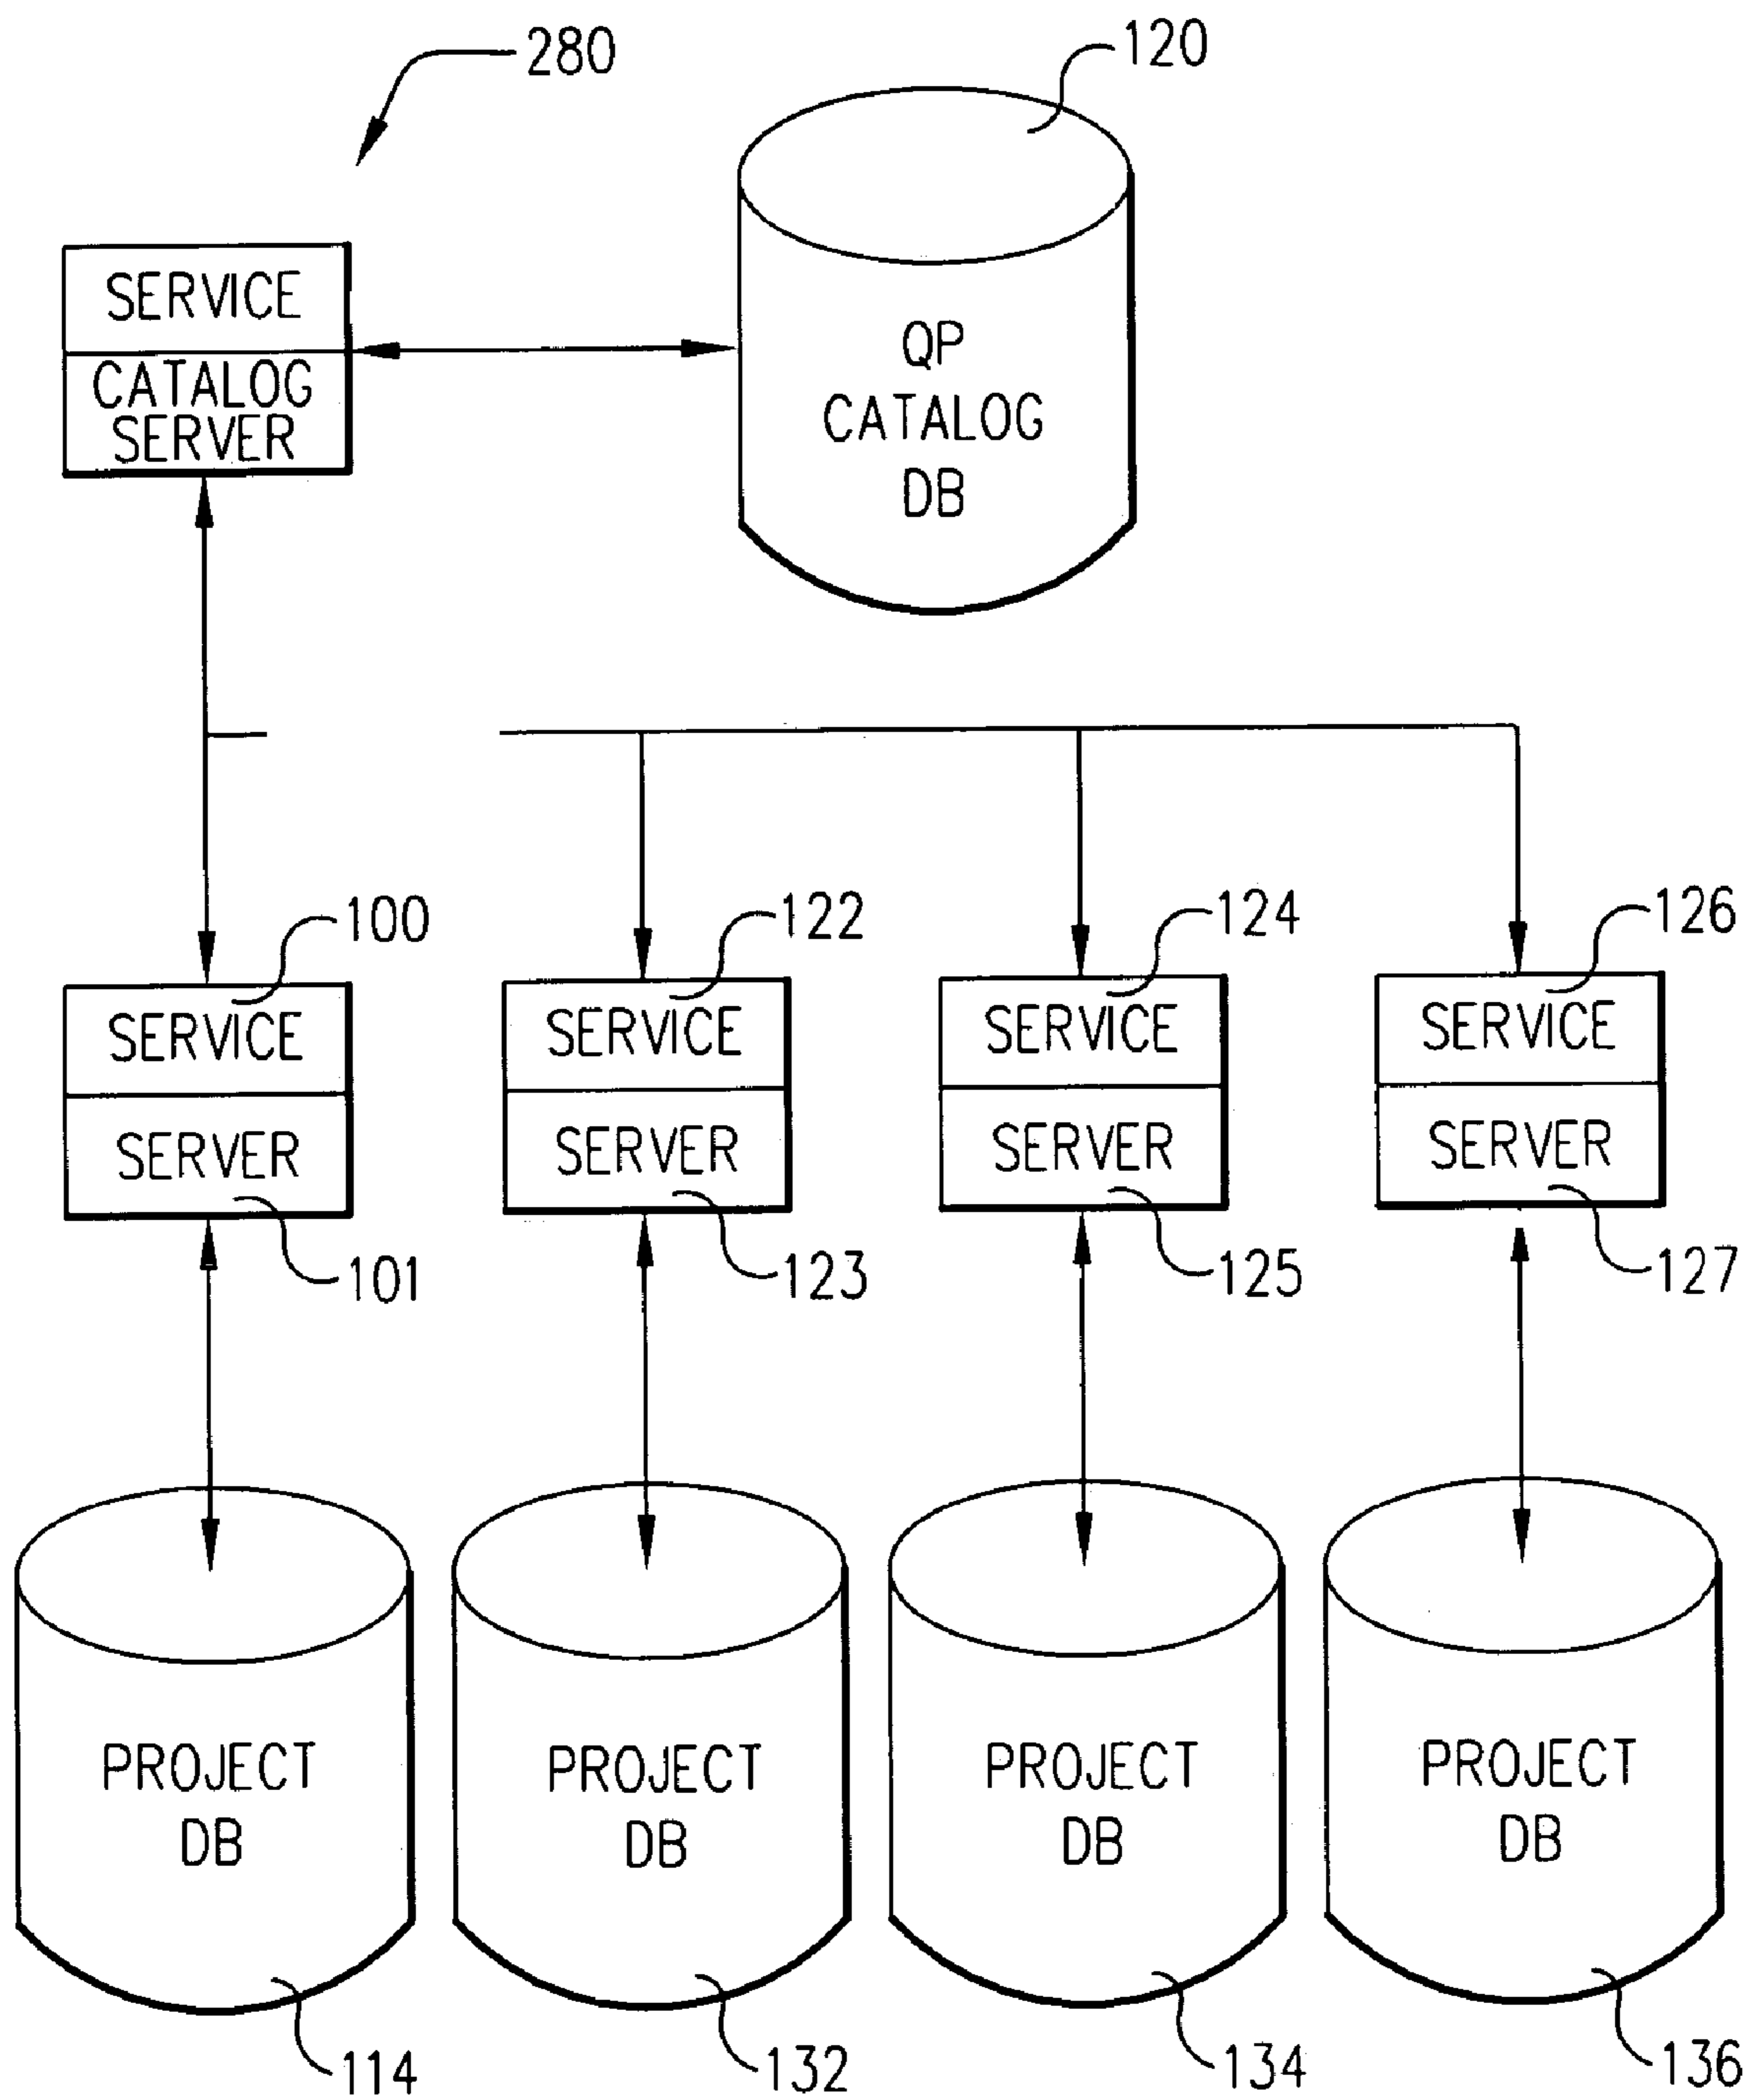 280
120
SERVICE
CATALOG
SERVER
QP
CATALOG
DB
100
122
124
126
SERVICE
SERVICE
SERVICE
SERVICE
SERVER
SERVER
SERVER
SERVER
101
123
125
127
PROJECT
DB
PROJECT
DB
PROJECT
DB
PROJECT
DB
114
132
134
136